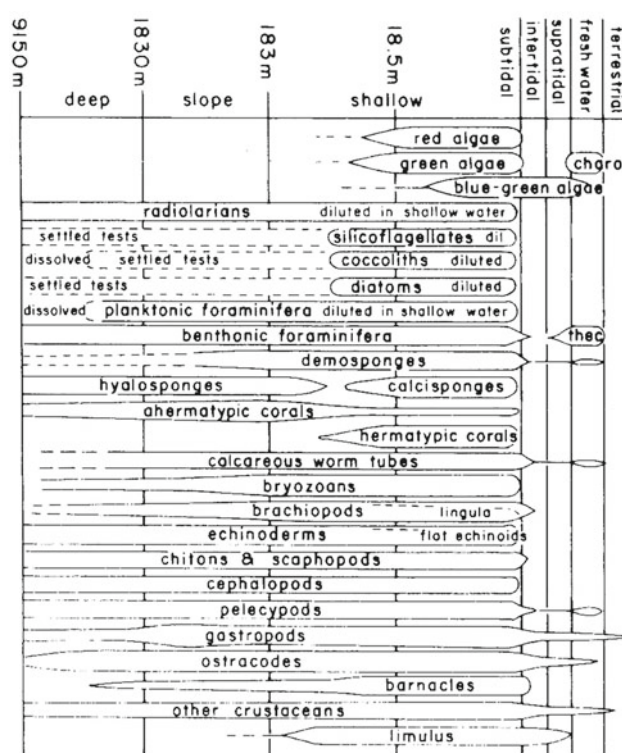 9150m 1830m 183m 18.5m subtidal intertidal supratidal fresh water terrestrial
deep slope shallow
red algae
green algae charo
blue-green algae
radiolarians diluted in shallow water
settled tests silicoflagellates dil
dissolved settled tests coccoliths diluted
settled tests diatoms diluted
dissolved planktonic foraminifera diluted in shallow water
benthonic foraminifera thec
demosponges
hyalosponges calcisponges
ahermatypic corals
hermatypic corals
calcareous worm tubes
bryozoans
brachiopods lingula
echinoderms flat echinoids
chitons & scaphopods
cephalopods
pelecypods
gastropods
ostracodes
barnacles
other crustaceans
limulus